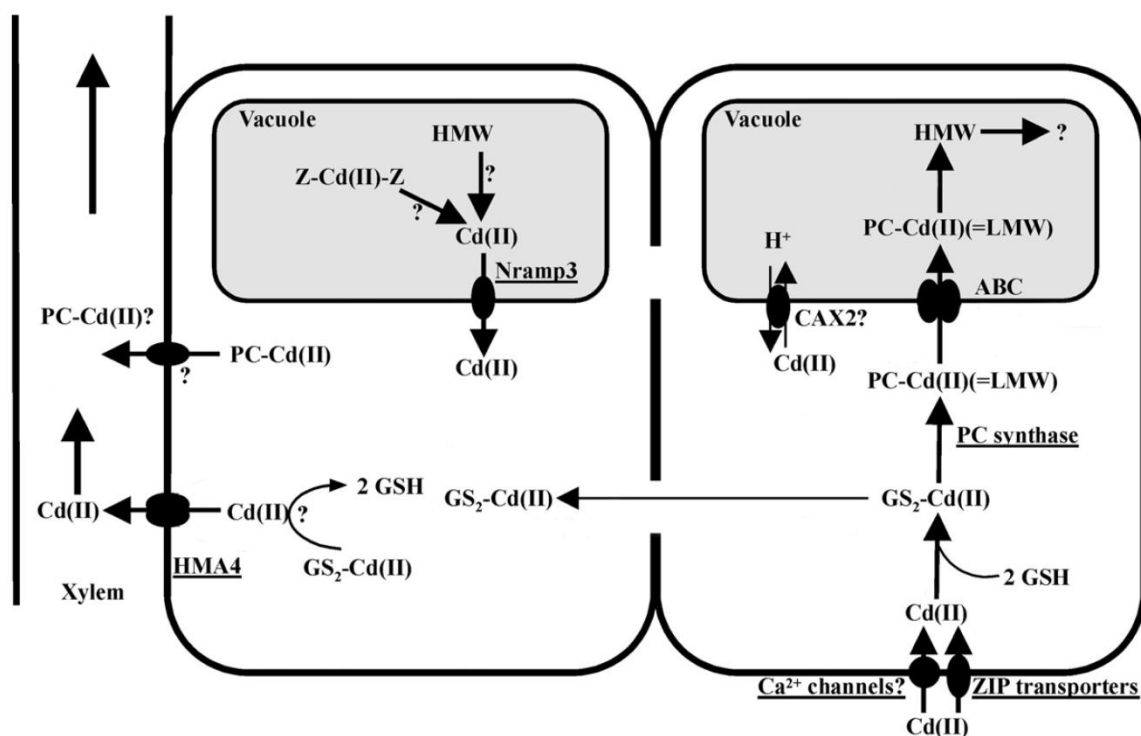 Vacuole
HMW
?
Z-Cd(II)-Z
?
Cd(II)
Nramp3
Cd(II)
PC-Cd(II)?
PC-Cd(II)
?
Cd(II)
Cd(II)
?
2 GSH
GS₂-Cd(II)
HMA4
Xylem
GS₂-Cd(II)
Vacuole
HMW
?
PC-Cd(II)(=LMW)
H⁺
ABC
CAX2?
Cd(II)
PC-Cd(II)(=LMW)
PC synthase
GS₂-Cd(II)
2 GSH
Cd(II)
Ca²⁺ channels?
ZIP transporters
Cd(II)